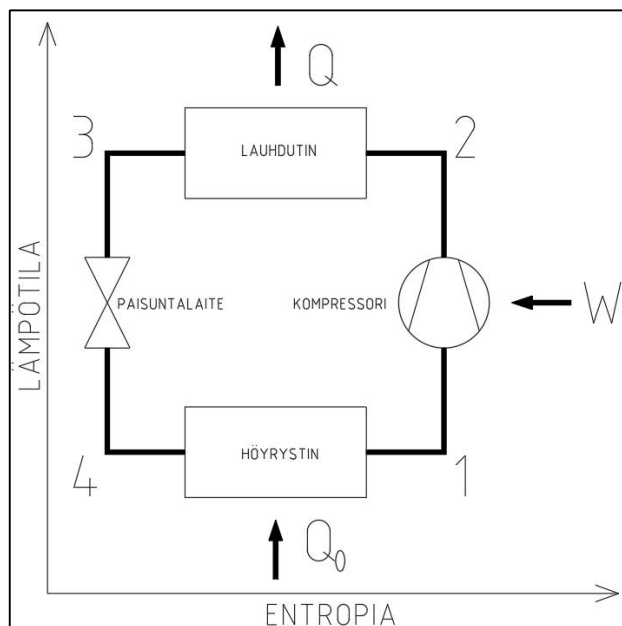 Q
3
LAUHDUTIN
2
LÄMPÖTILA
PAISUNTALAITE
KOMPRESSORI
W
4
HÖYRYSTIN
1
Q0
ENTROPIA